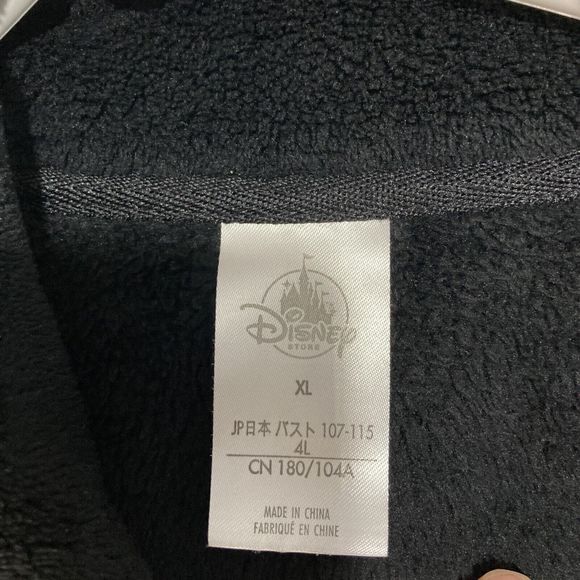 Disney
STORE
XL
JP日本 バスト 107-115
4L
CN 180/104A
MADE IN CHINA
FABRIQUÉ EN CHINE